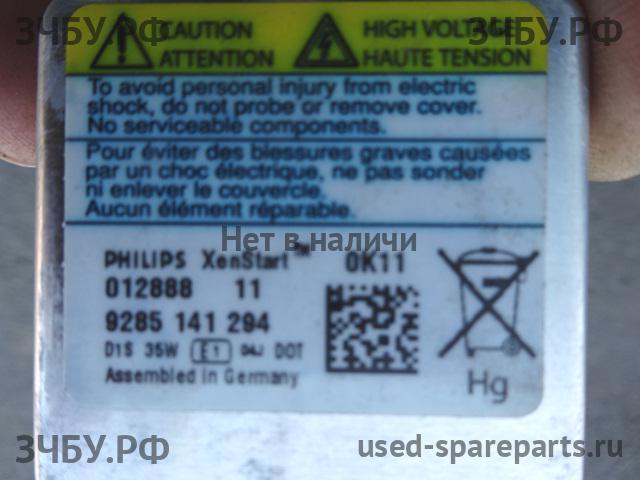 ЗЧБУ.РФ
ЗЧБУ.РФ
CAUTION
ATTENTION
HIGH VOLTAGE
HAUTE TENSION
To avoid personal injury from electric
shock, do not probe or remove cover.
No serviceable components.
Pour éviter des blessures graves causées
par un choc électrique, ne pas sonder
ni enlever le couvercle.
Aucun élément réparable.
Нет в наличи
PHILIPS XenStart™ 0K11
012888 11
9285 141 294
D1S 35W E1 04J DOT
Assembled in Germany
Hg
ЗЧБУ.РФ
used-spareparts.ru